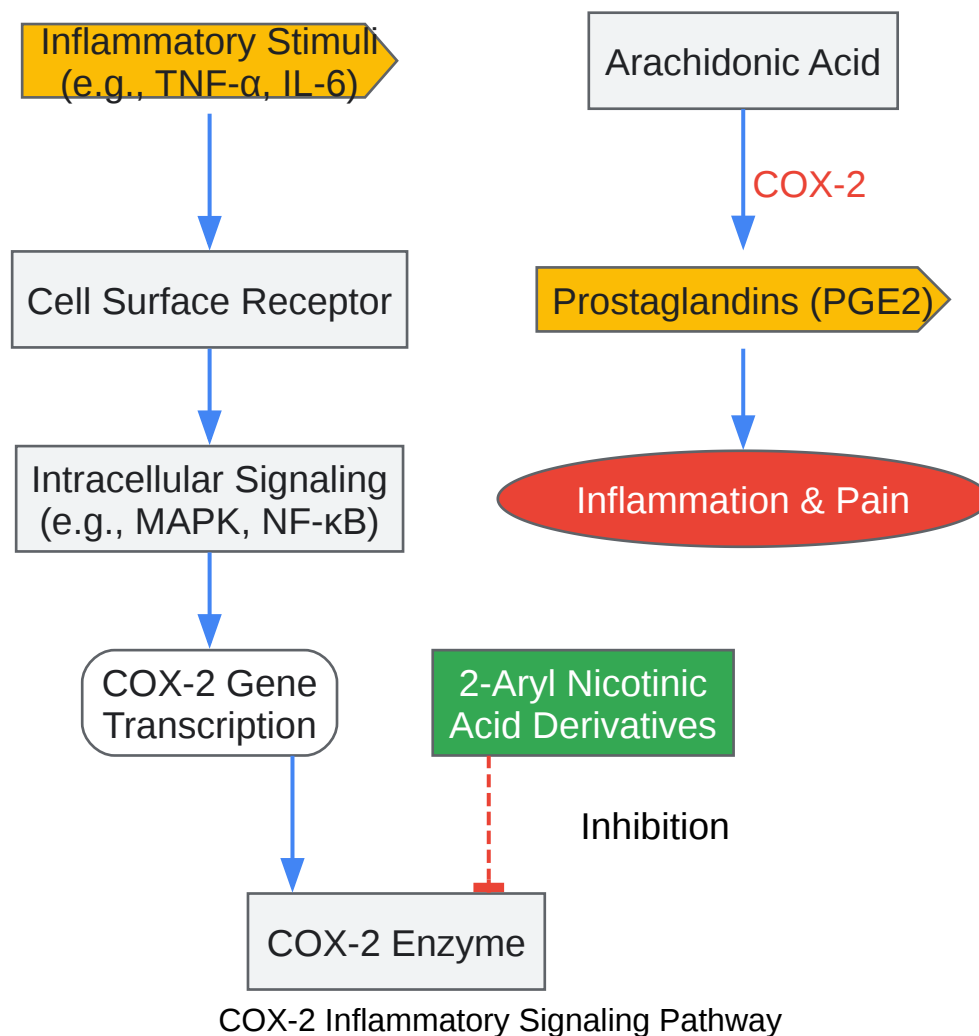 Inflammatory Stimuli
(e.g., TNF-α, IL-6)
Arachidonic Acid
COX-2
Cell Surface Receptor
Prostaglandins (PGE2)
Intracellular Signaling
(e.g., MAPK, NF-κB)
Inflammation & Pain
COX-2 Gene
Transcription
2-Aryl Nicotinic
Acid Derivatives
Inhibition
COX-2 Enzyme
COX-2 Inflammatory Signaling Pathway